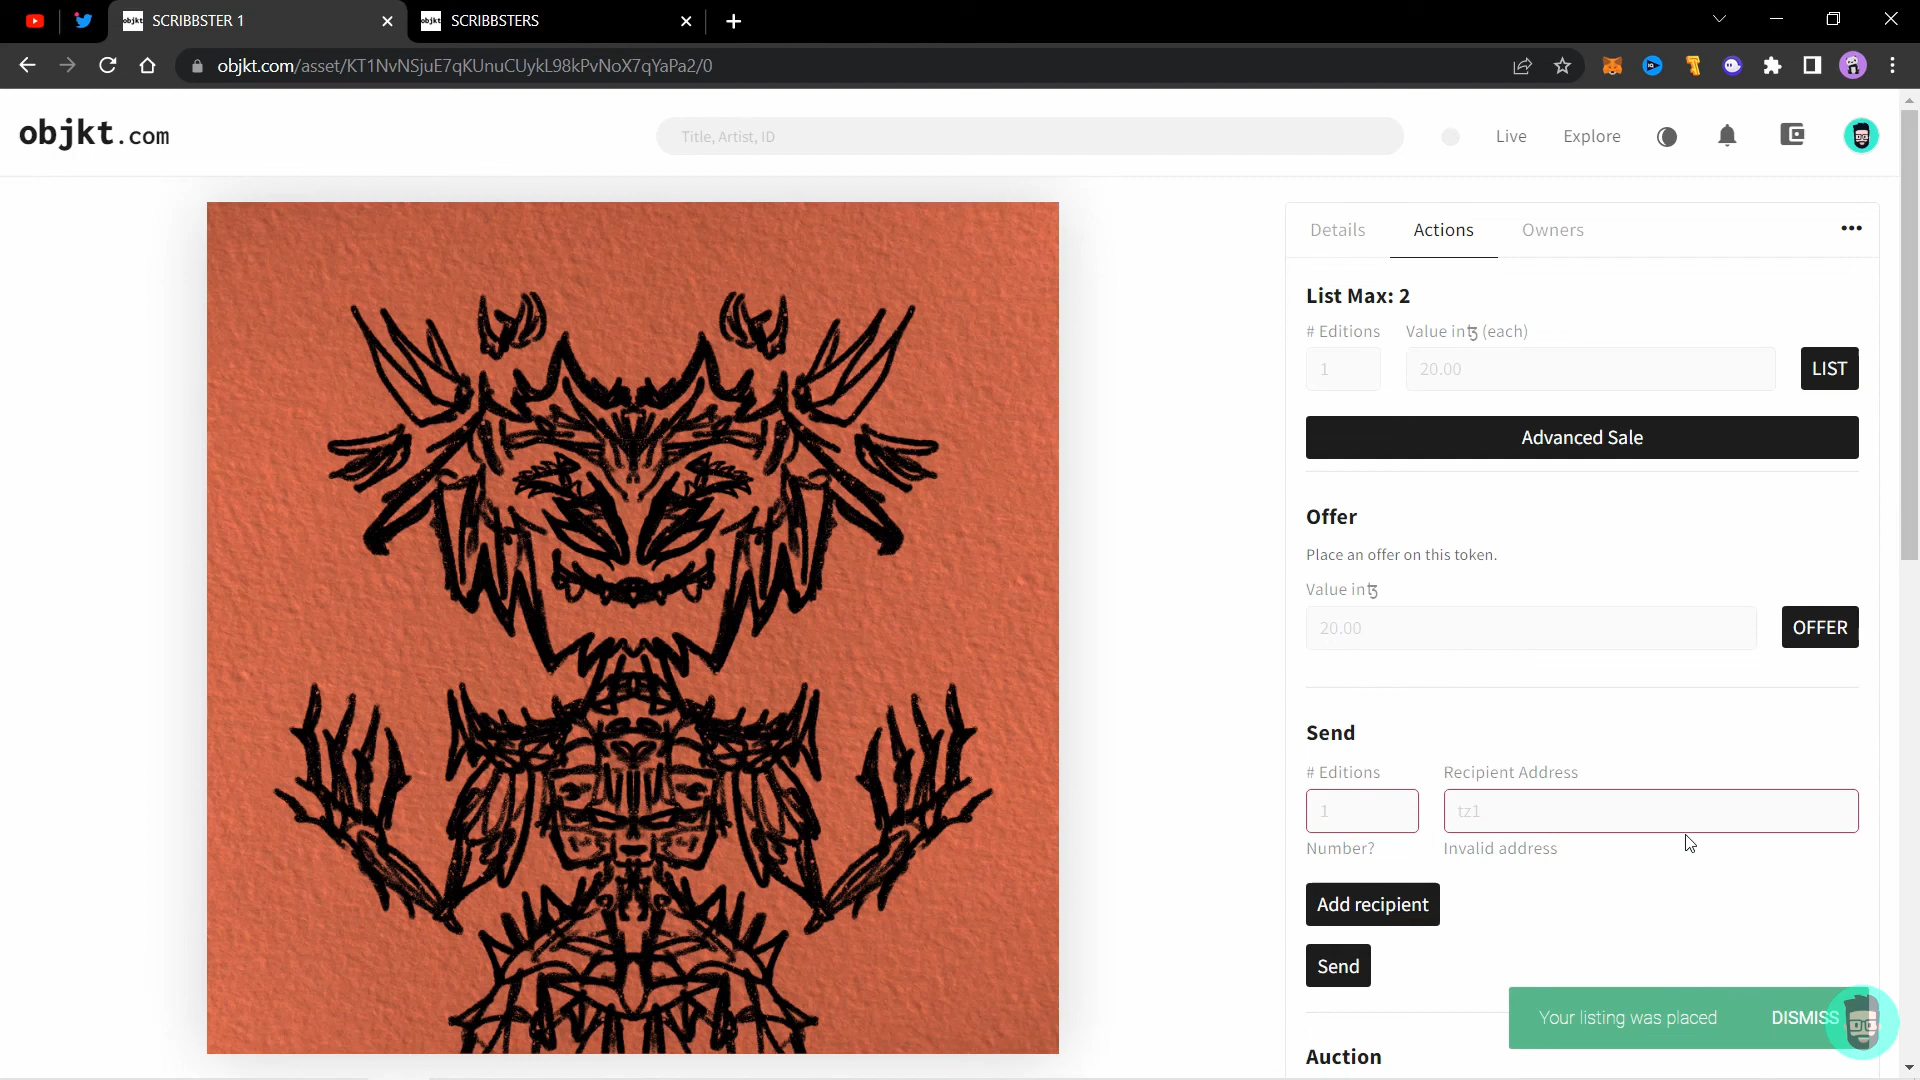 SCRIBBSTER 1
SCRIBBSTERS
objkt.com/asset/KT1NvNSjuE7qKUnuCUykL98kPvNoX7qYaPa2/0
objkt.com
Title, Artist, ID
Live
Explore
Details
Actions
Owners
List Max: 2
# Editions
Value in ꜩ (each)
1
20.00
LIST
Advanced Sale
Offer
Place an offer on this token.
Value in ꜩ
20.00
OFFER
Send
# Editions
Recipient Address
1
tz1
Number?
Invalid address
Add recipient
Send
Your listing was placed
DISMISS
Auction